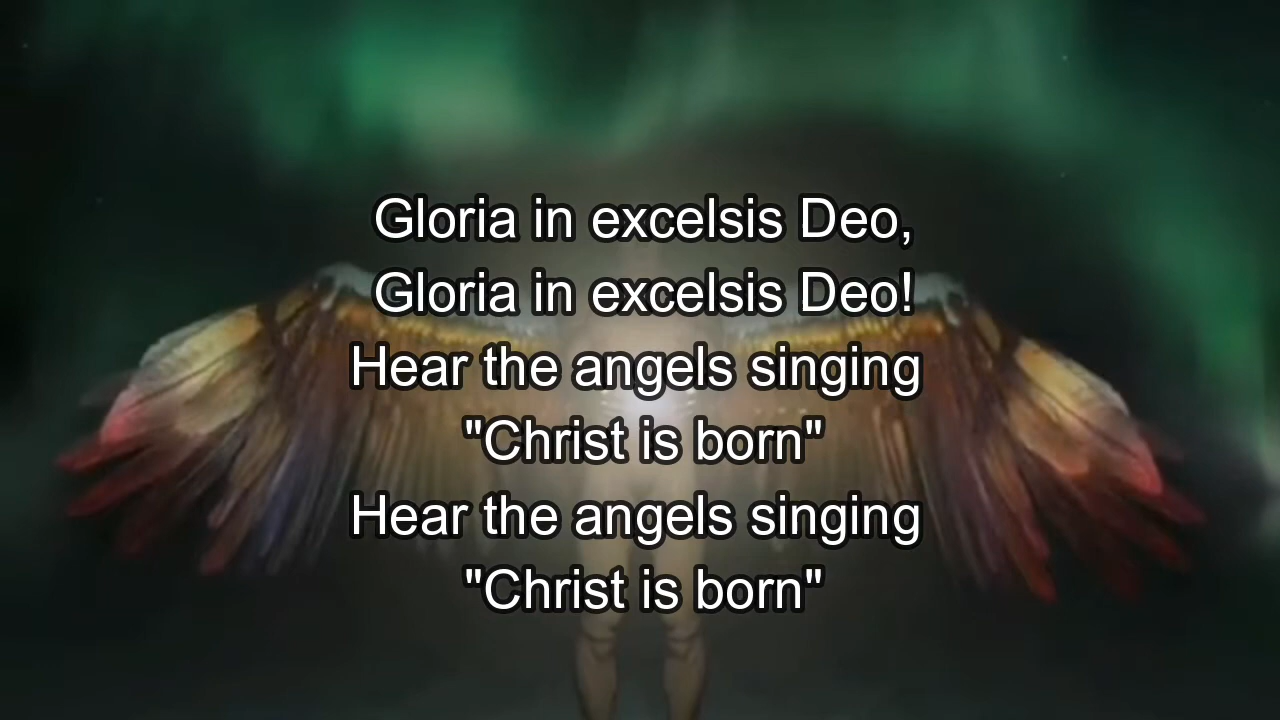 Gloria in excelsis Deo,
Gloria in excelsis Deo!
Hear the angels singing
"Christ is born"
Hear the angels singing
"Christ is born"